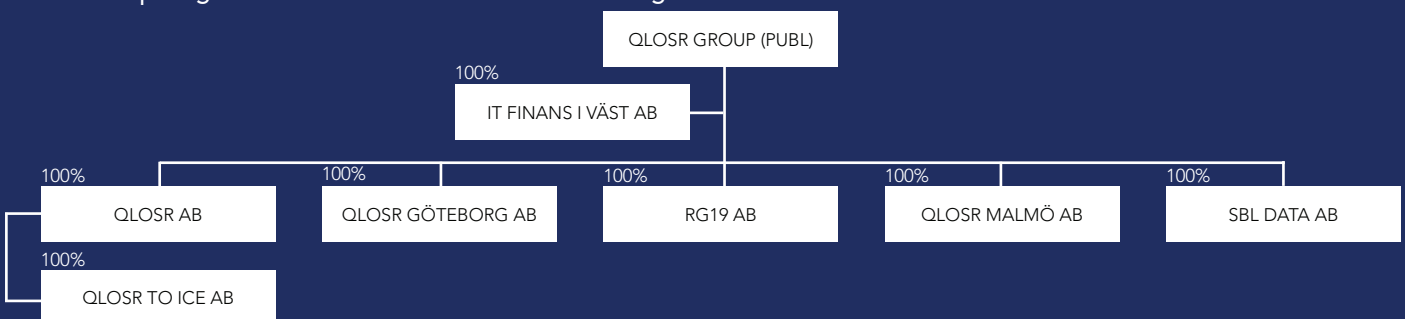 QLOSR GROUP (PUBL)
100%
IT FINANS I VÄST AB
100%
100%
100%
100%
100%
QLOSR AB
QLOSR GÖTEBORG AB
RG19 AB
QLOSR MALMÖ AB
SBL DATA AB
100%
QLOSR TO ICE AB